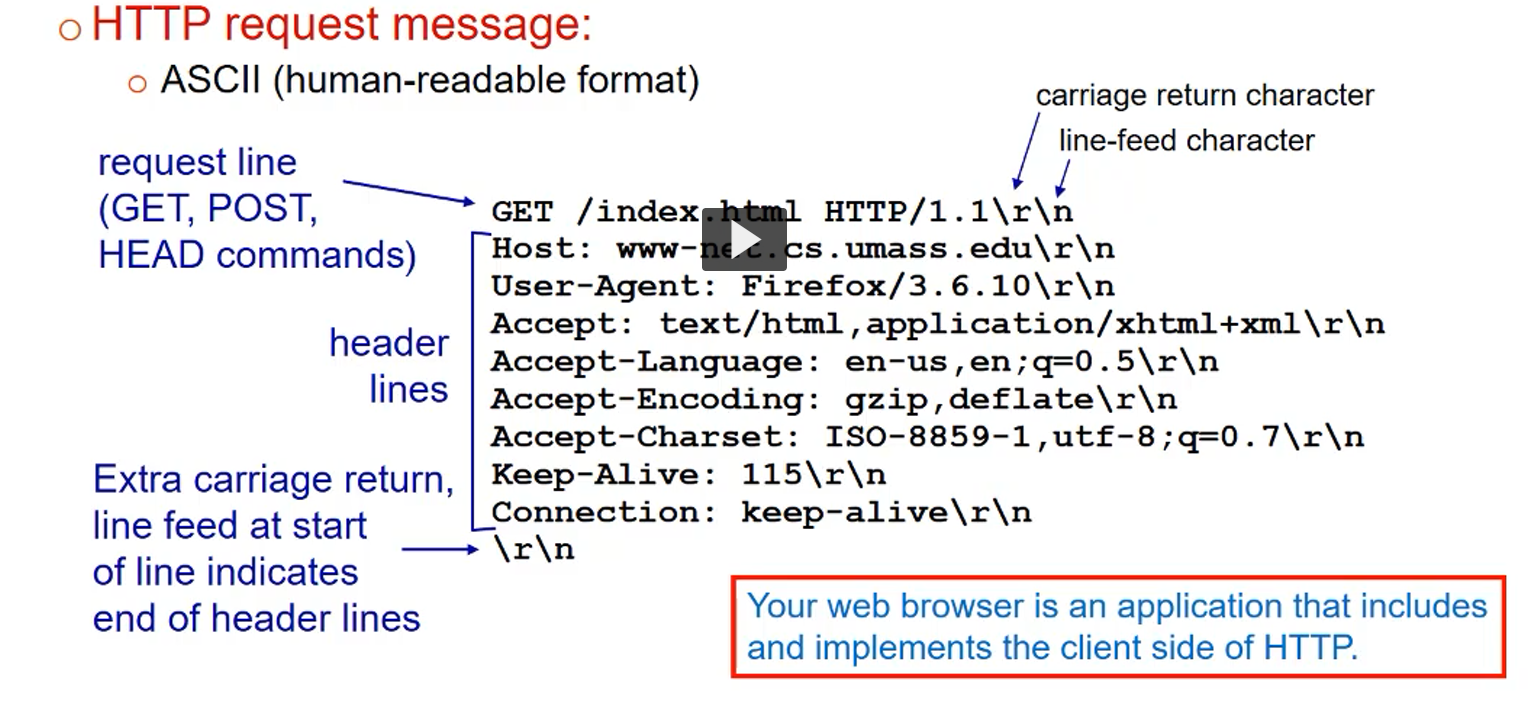 HTTP request message:
ASCII (human-readable format)
carriage return character
line-feed character
request line
(GET, POST,
HEAD commands)
GET /index.html HTTP/1.1\r\n
Host: www-net.cs.umass.edu\r\n
User-Agent: Firefox/3.6.10\r\n
Accept: text/html,application/xhtml+xml\r\n
Accept-Language: en-us,en;q=0.5\r\n
Accept-Encoding: gzip,deflate\r\n
Accept-Charset: ISO-8859-1,utf-8;q=0.7\r\n
Keep-Alive: 115\r\n
Connection: keep-alive\r\n
\r\n
header
lines
Extra carriage return,
line feed at start
of line indicates
end of header lines
Your web browser is an application that includes
and implements the client side of HTTP.